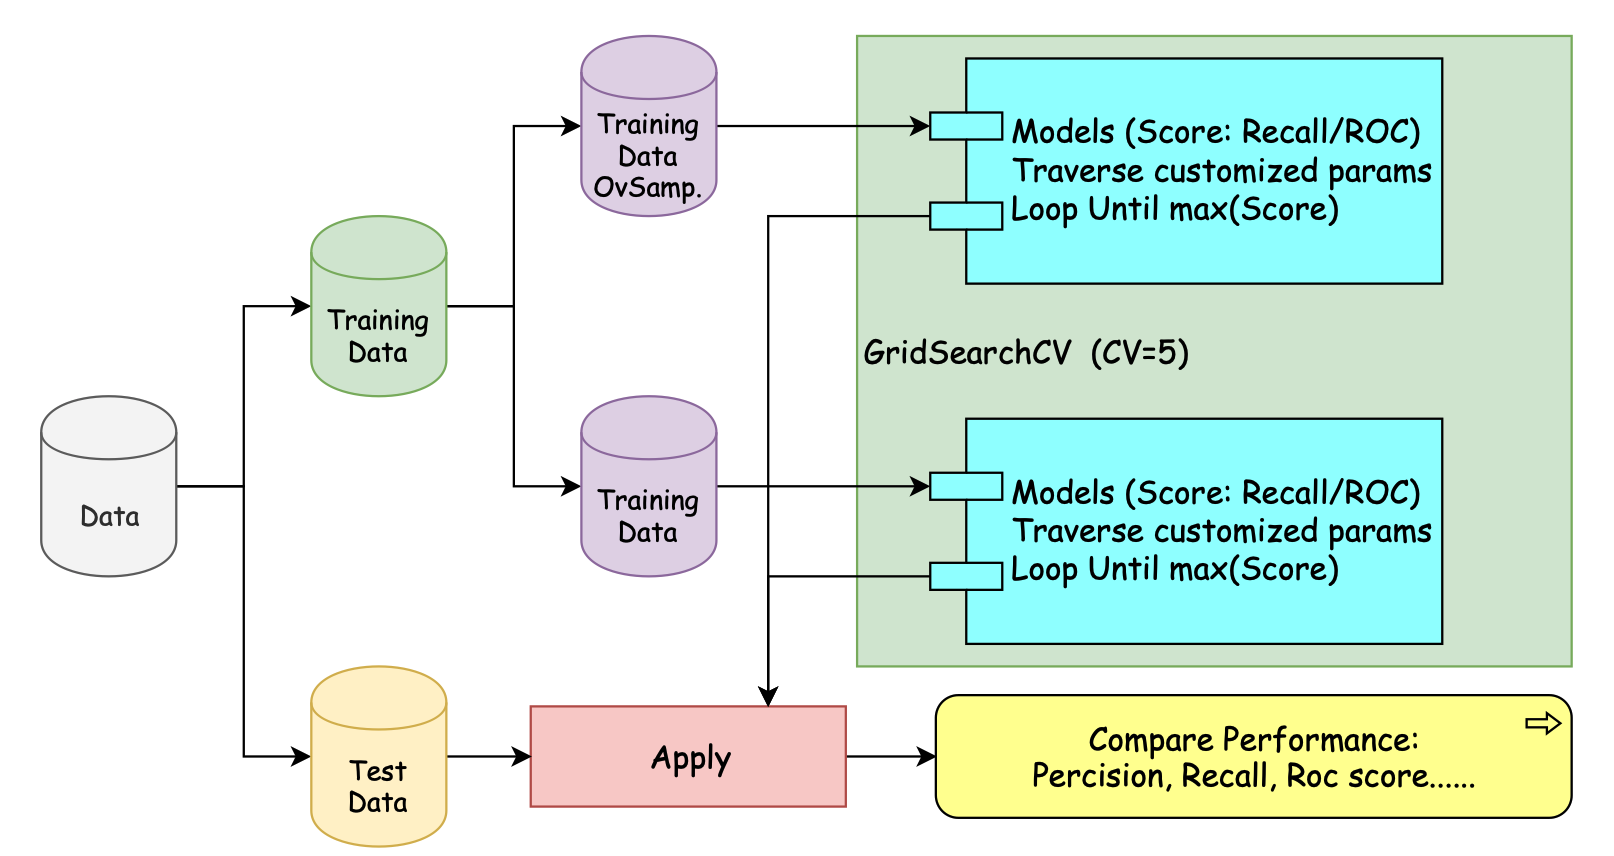 Training
Data
OvSamp.
Models (Score: Recall/ROC)
Traverse customized params
Loop Until max(Score)
Training
Data
GridSearchCV (CV=5)
Data
Training
Data
Models (Score: Recall/ROC)
Traverse customized params
Loop Until max(Score)
Test
Data
Apply
Compare Performance:
Percision, Recall, Roc score......